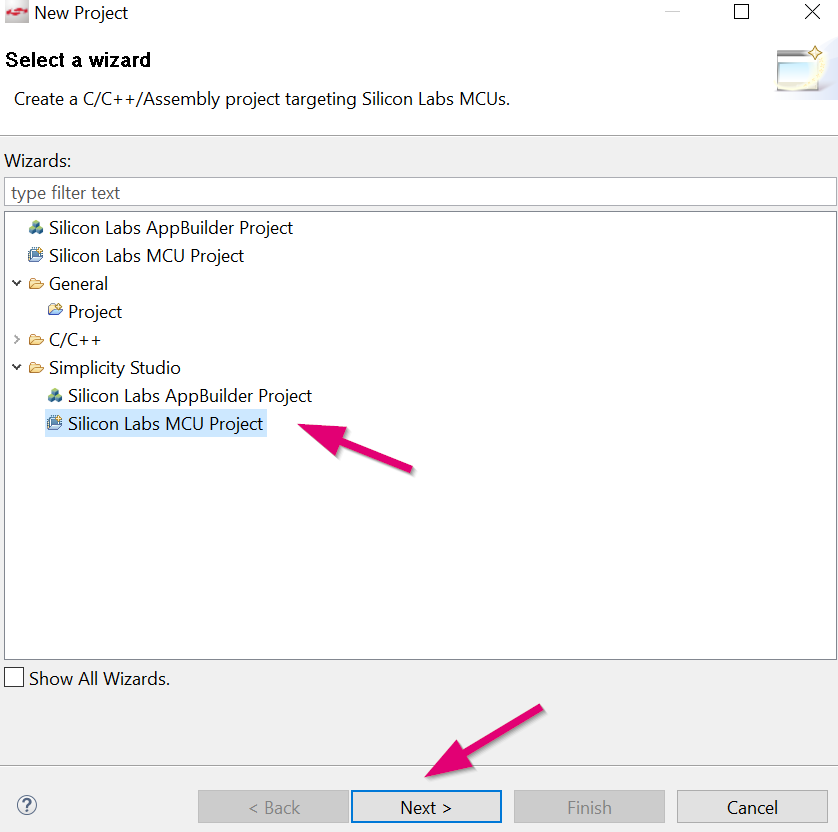 New Project
Select a wizard
Create a C/C++/Assembly project targeting Silicon Labs MCUs.
Wizards:
type filter text
Silicon Labs AppBuilder Project
Silicon Labs MCU Project
General
Project
C/C++
Simplicity Studio
Silicon Labs AppBuilder Project
Silicon Labs MCU Project
Show All Wizards.
? < Back Next > Finish Cancel